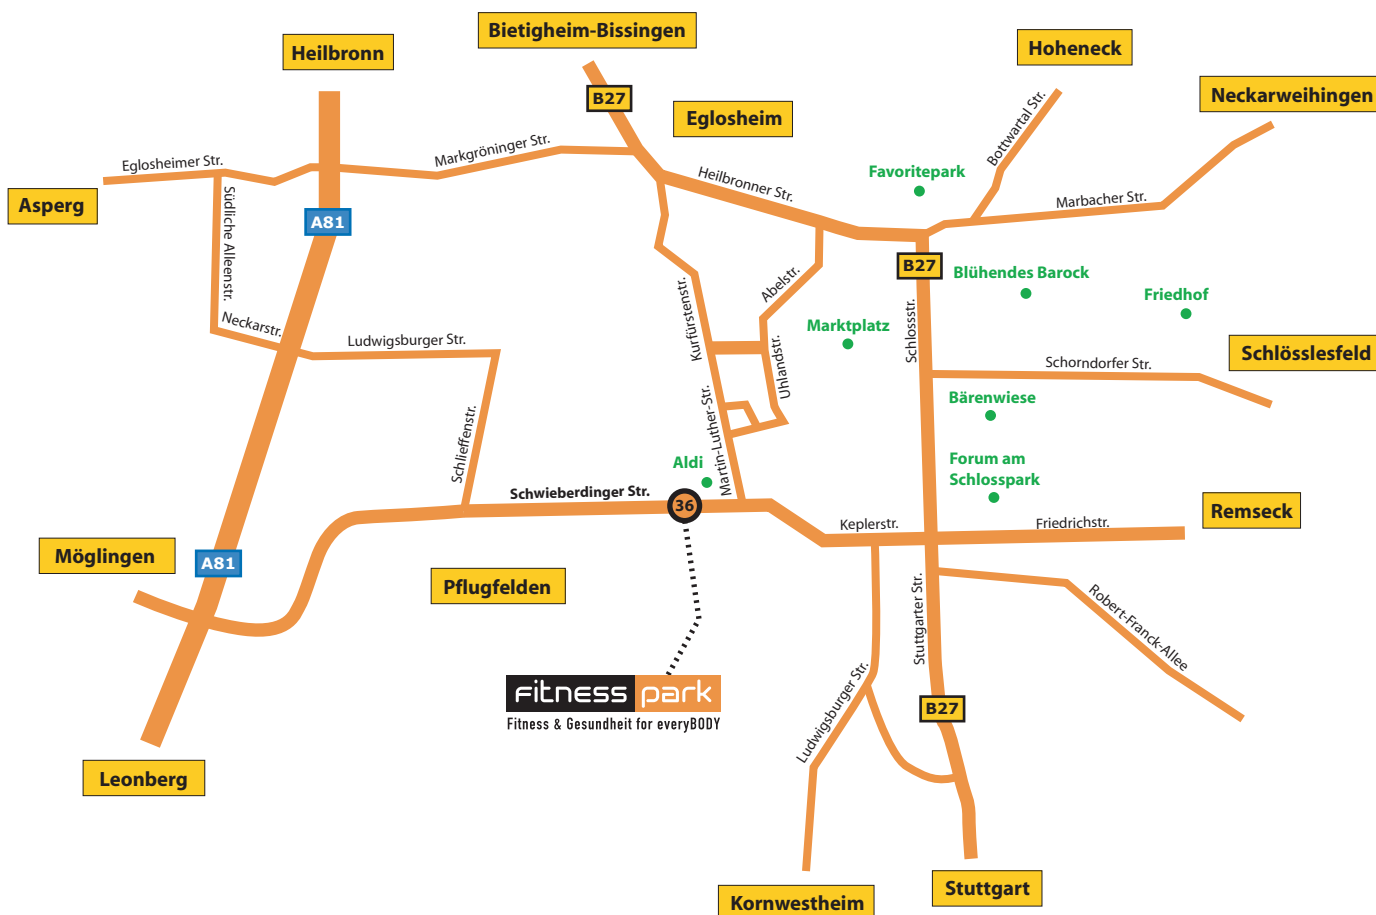 Bietigheim-Bissingen
Heilbronn
Hoheneck
Neckarweihingen
B27
Eglosheim
Bottwartal Str.
Markgröninger Str.
Eglosheimer Str.
Heilbronner Str.
Favoritepark
Marbacher Str.
Asperg
Südliche Alleenstr.
A81
B27
Blühendes Barock
Abelstr.
Friedhof
Neckarstr.
Ludwigsburger Str.
Kurfürstenstr.
Marktplatz
Schlossstr.
Schlösslesfeld
Schorndorfer Str.
Uhlandstr.
Bärenwiese
Schlieffenstr.
Martin-Luther-Str.
Aldi
Forum am
Schlosspark
Schwieberdinger Str.
36
Keplerstr.
Friedrichstr.
Remseck
Möglingen
A81
Pflugfelden
Stuttgarter Str.
Robert-Franck-Allee
fitness park
Fitness & Gesundheit for everyBODY
Ludwigsburger Str.
B27
Leonberg
Stuttgart
Kornwestheim